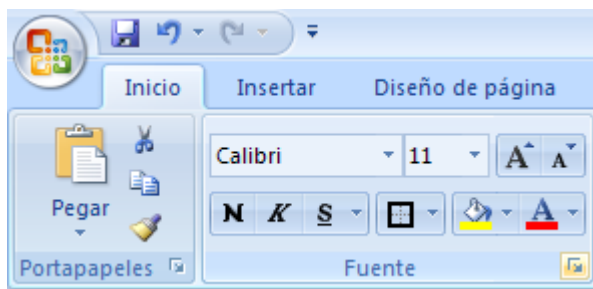 Inicio Insertar Diseño de página
Calibri 11 A A
Pegar N K S A
Portapapeles Fuente